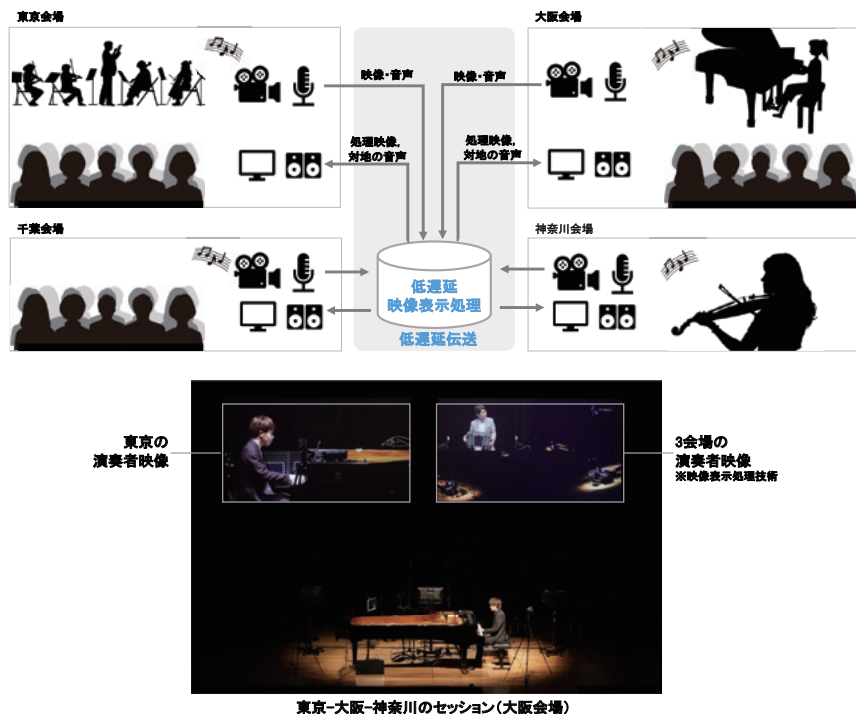 東京会場
大阪会場
映像・音声
映像・音声
処理映像,
対地の音声
処理映像,
対地の音声
千葉会場
神奈川会場
低遅延
映像表示処理
低遅延伝送
東京の
演奏者映像
3会場の
演奏者映像
※映像表示処理技術
東京-大阪-神奈川のセッション(大阪会場)